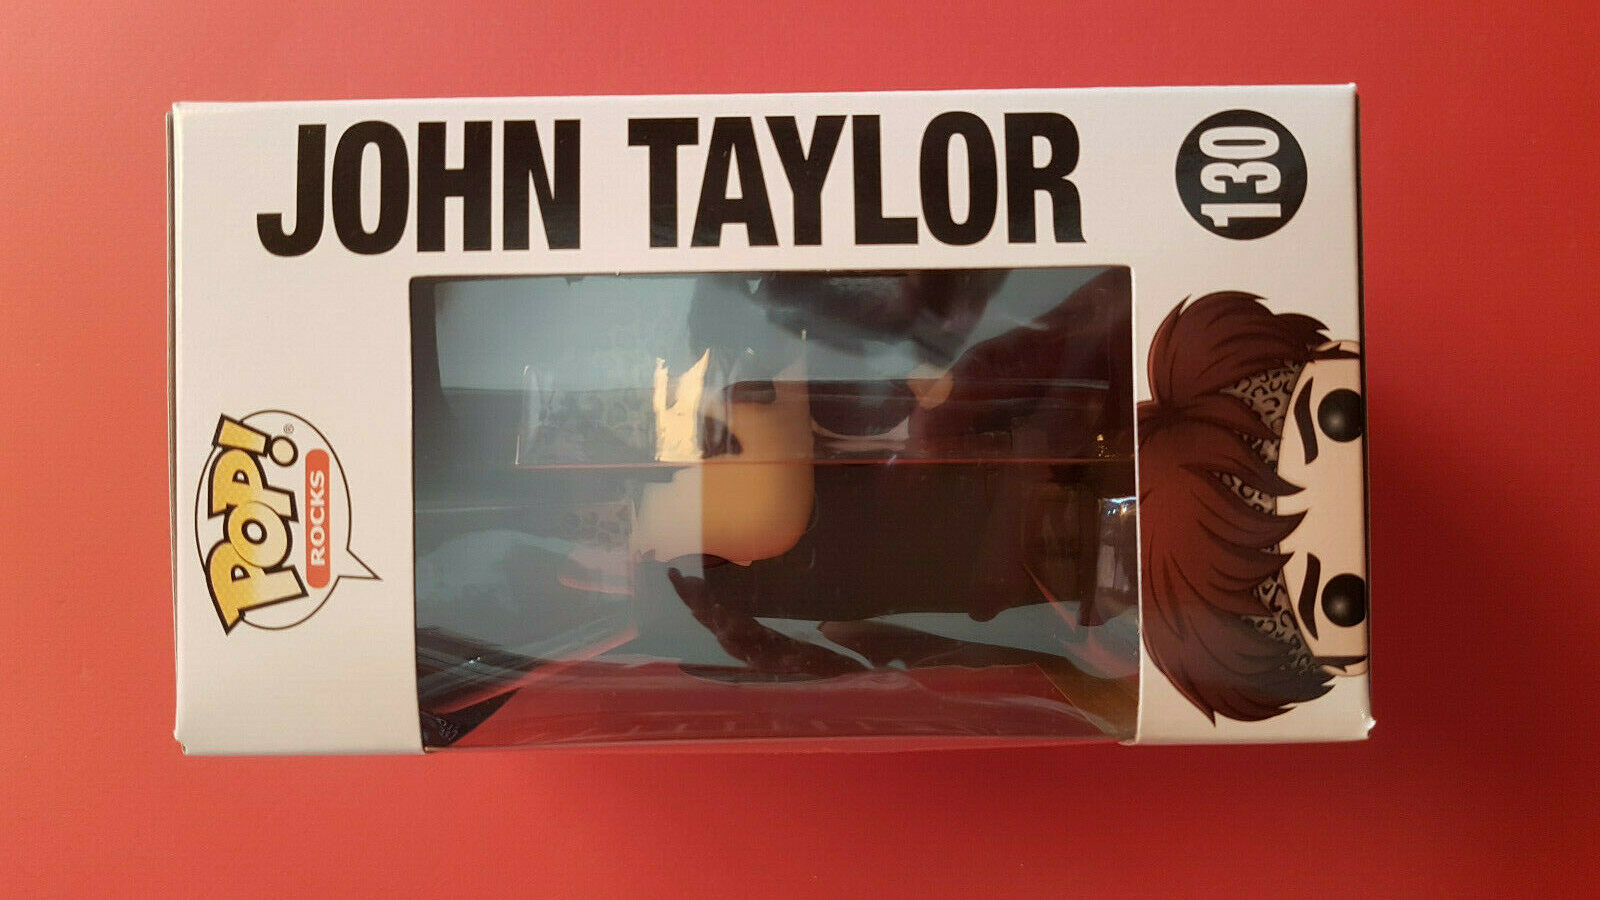 JOHN TAYLOR
130
POP!
®
ROCKS